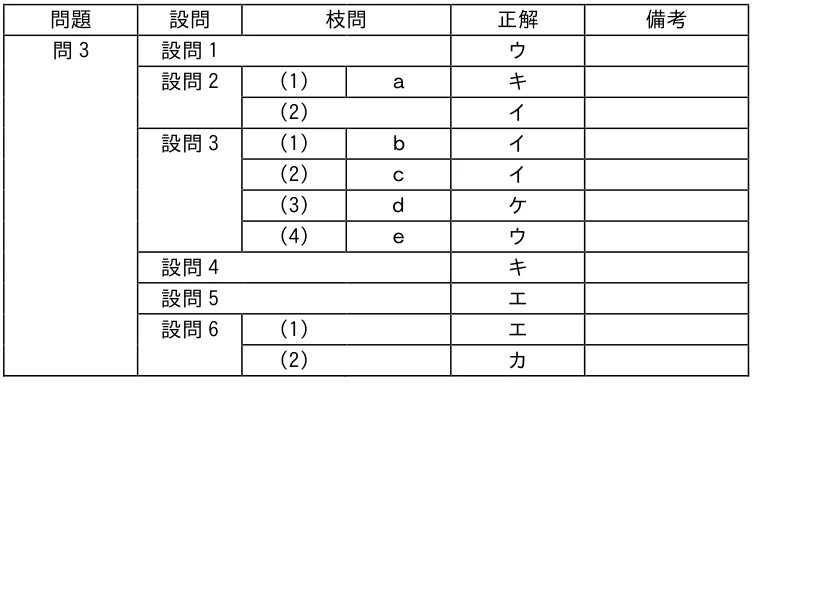 問題 設問 枝問 正解 備考
問3 設問1 ウ
設問2 (1) a キ
(2) イ
設問3 (1) b イ
(2) c イ
(3) d ケ
(4) e ウ
設問4 キ
設問5 エ
設問6 (1) エ
(2) カ